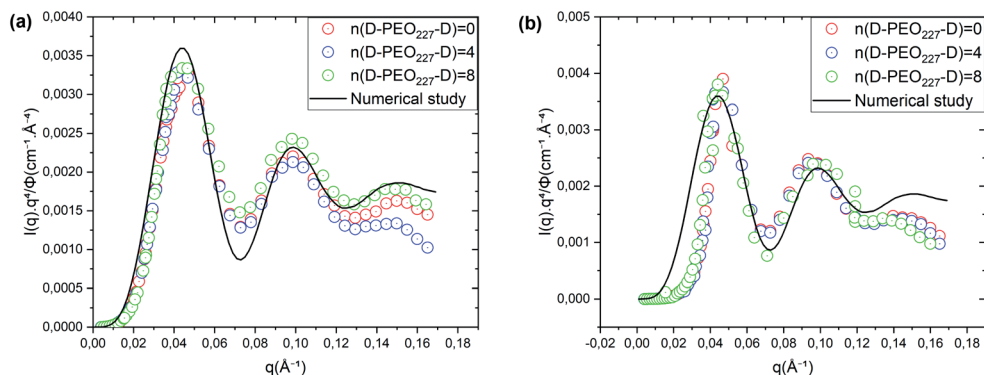 (a)
0,0040
0,0035
0,0030
0,0025
0,0020
0,0015
0,0010
0,0005
0,0000
I(q).q⁴/Φ(cm⁻¹.Å⁻⁴)
n(D-PEO₂₂₇-D)=0
n(D-PEO₂₂₇-D)=4
n(D-PEO₂₂₇-D)=8
Numerical study
0,00 0,02 0,04 0,06 0,08 0,10 0,12 0,14 0,16 0,18
q(Å⁻¹)
(b)
0,005
0,004
0,003
0,002
0,001
0,000
I(q).q⁴/Φ(cm⁻¹.Å⁻⁴)
n(D-PEO₂₂₇-D)=0
n(D-PEO₂₂₇-D)=4
n(D-PEO₂₂₇-D)=8
Numerical study
-0,02 0,00 0,02 0,04 0,06 0,08 0,10 0,12 0,14 0,16 0,18
q(Å⁻¹)